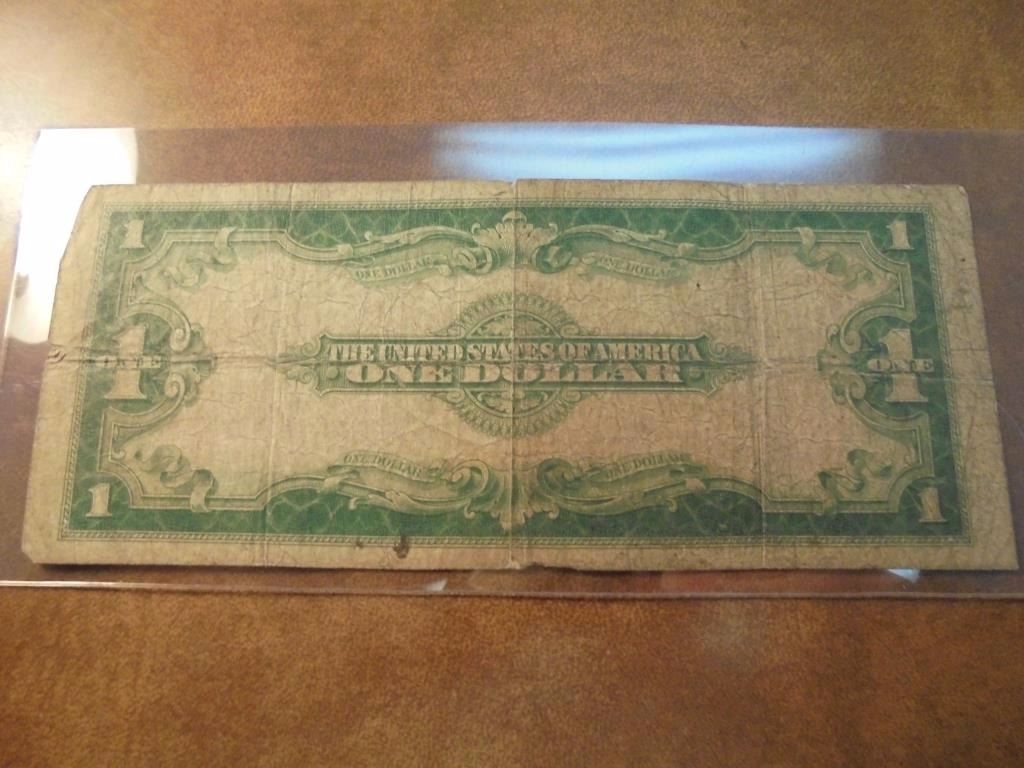 1 1
ONE DOLLAR ONE DOLLAR
THE UNITED STATES OF AMERICA
1 ONE ONE DOLLAR 1 ONE
ONE DOLLAR ONE DOLLAR
1 1